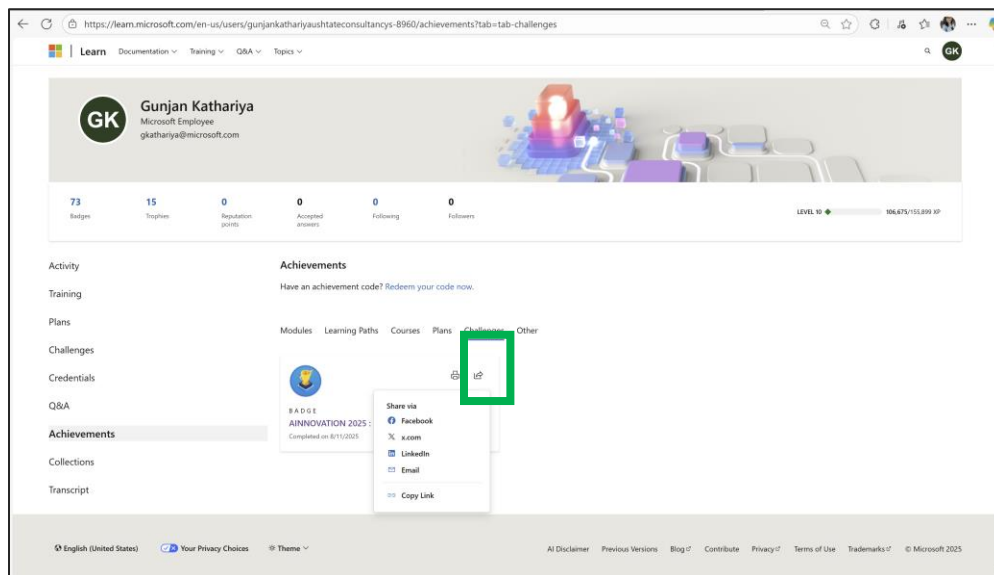 https://learn.microsoft.com/en-us/users/gunjankathariyaushtateconsultancys-8960/achievements?tab=tab-challenges
Learn Documentation Training Q&A Topics
GK
GK
Gunjan Kathariya
Microsoft Employee
gkathariya@microsoft.com
73 15 0 0 0 0
Badges Trophies Reputation points Accepted answers Following Followers
LEVEL 10 106,675/155,899 XP
Activity
Training
Plans
Challenges
Credentials
Q&A
Achievements
Collections
Transcript
Achievements
Have an achievement code? Redeem your code now.
Modules Learning Paths Courses Plans Challenges Other
BADGE
AINNOVATION 2025 :
Completed on 8/11/2025
Share via
Facebook
x.com
LinkedIn
Email
Copy Link
English (United States) Your Privacy Choices Theme
AI Disclaimer Previous Versions Blog Contribute Privacy Terms of Use Trademarks © Microsoft 2025